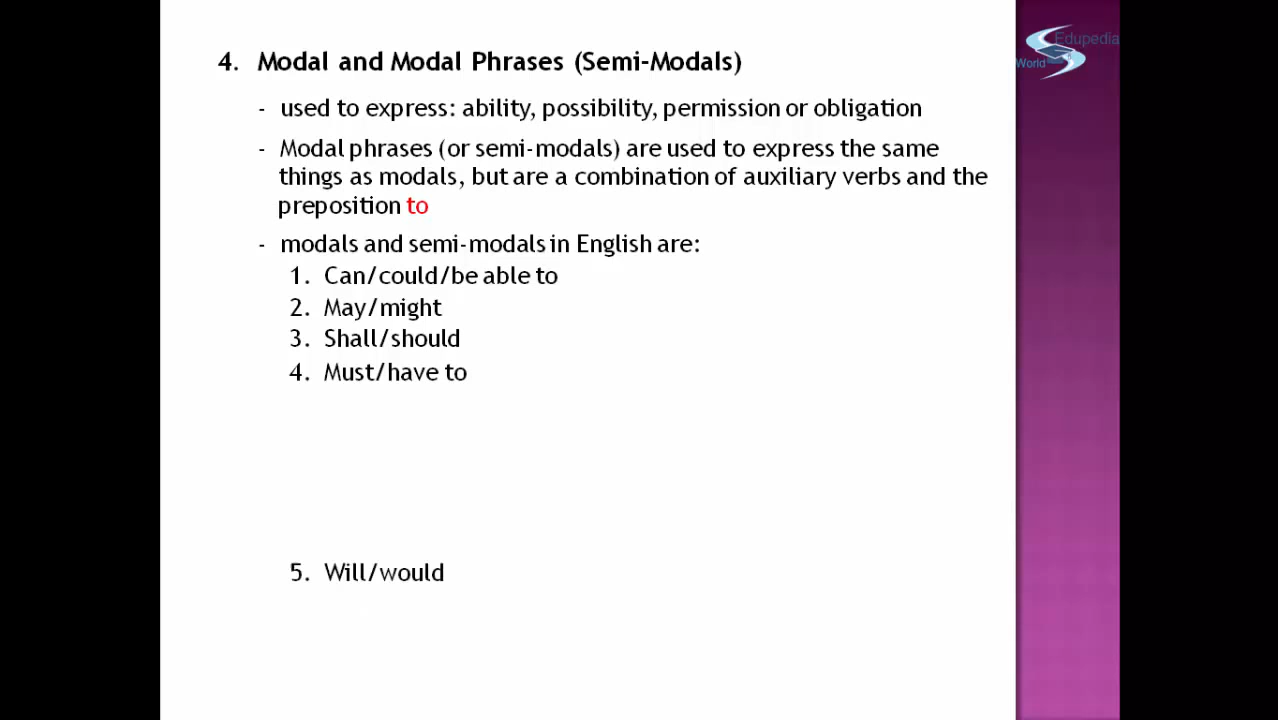 4. Modal and Modal Phrases (Semi-Modals)
- used to express: ability, possibility, permission or obligation
- Modal phrases (or semi-modals) are used to express the same
things as modals, but are a combination of auxiliary verbs and the
preposition to
- modals and semi-modals in English are:
1. Can/could/be able to
2. May/might
3. Shall/should
4. Must/have to
5. Will/would
Edupedia
World